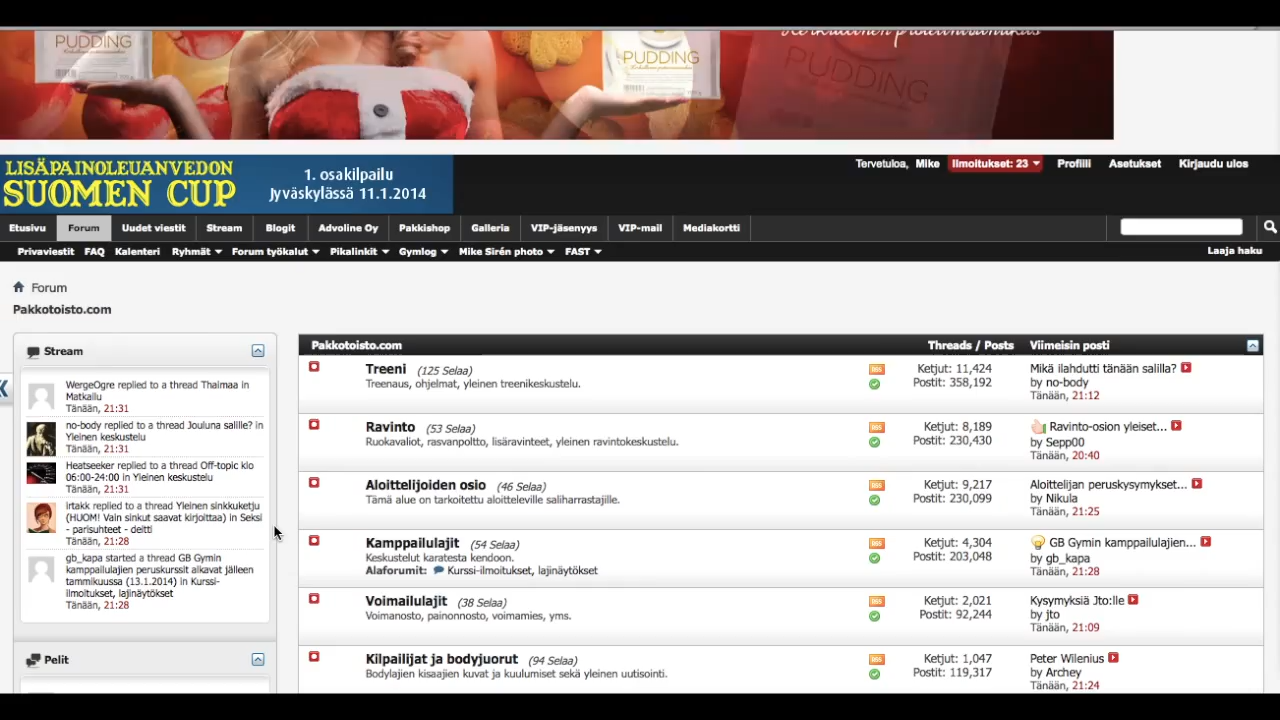 PUDDING
PUDDING
PUDDING
LISÄPAINOLEUANVEDON
SUOMEN CUP
1. osakilpailu
Jyväskylässä 11.1.2014
Tervetuloa, Mike Ilmoitukset: 23 Profiili Asetukset Kirjaudu ulos
Etusivu Forum Uudet viestit Stream Blogit Advoline Oy Pakkishop Galleria VIP-jäsenyys VIP-mail Mediakortti
Privaviestit FAQ Kalenteri Ryhmät Forum työkalut Pikalinkit Gymlog Mike Sirén photo FAST Laaja haku
Forum
Pakkotoisto.com
Stream
WergeOgre replied to a thread Thaimaa in
Matkailu
Tänään, 21:31
no-body replied to a thread Jouluna salille? in
Yleinen keskustelu
Tänään, 21:31
Heatseeker replied to a thread Off-topic klo
06:00-24:00 in Yleinen keskustelu
Tänään, 21:31
irtakk replied to a thread Yleinen sinkkuketju
(HUOM! Vain sinkut saavat kirjoittaa) in Seksi
- parisuhteet - deitti
Tänään, 21:28
gb_kapa started a thread GB Gymin
kamppailulajien peruskurssit alkavat jälleen
tammikuussa (13.1.2014) in Kurssi-
ilmoitukset, lajinäytökset
Tänään, 21:28
Pelit
Pakkotoisto.com Threads / Posts Viimeisin posti
Treeni (125 Selaa)
Treenaus, ohjelmat, yleinen treenikeskustelu.
RSS
Ketjut: 11,424
Postit: 358,192
Mikä ilahdutti tänään salilla?
by no-body
Tänään, 21:12
Ravinto (53 Selaa)
Ruokavaliot, rasvanpoltto, lisäravinteet, yleinen ravintokeskustelu.
RSS
Ketjut: 8,189
Postit: 230,430
Ravinto-osion yleiset...
by Sepp00
Tänään, 20:40
Aloittelijoiden osio (46 Selaa)
Tämä alue on tarkoitettu aloitteleville saliharrastajille.
RSS
Ketjut: 9,217
Postit: 230,099
Aloittelijan peruskysymykset...
by Nikula
Tänään, 21:25
Kamppailulajit (54 Selaa)
Keskustelut karatesta kendoon.
Alaforumit: Kurssi-ilmoitukset, lajinäytökset
RSS
Ketjut: 4,304
Postit: 203,048
GB Gymin kamppailulajien...
by gb_kapa
Tänään, 21:28
Voimailulajit (38 Selaa)
Voimanosto, painonnosto, voimamies, yms.
RSS
Ketjut: 2,021
Postit: 92,244
Kysymyksiä Jto:lle
by jto
Tänään, 21:09
Kilpailijat ja bodyjuorut (94 Selaa)
Bodylajien kisaajien kuvat ja kuulumiset sekä yleinen uutisointi.
RSS
Ketjut: 1,047
Postit: 119,317
Peter Wilenius
by Archey
Tänään, 21:24